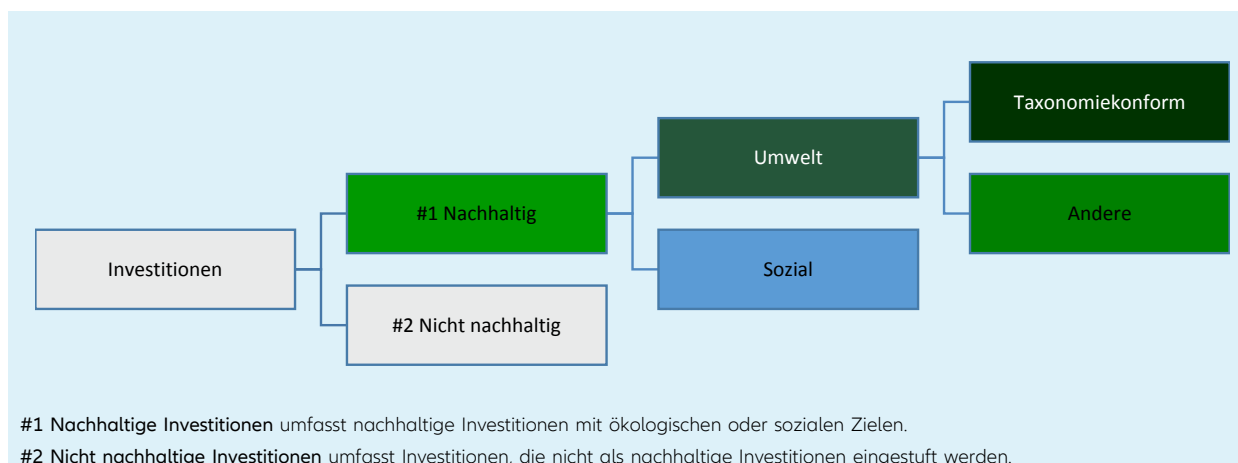 Taxonomiekonform
Umwelt
#1 Nachhaltig
Andere
Investitionen
Sozial
#2 Nicht nachhaltig
#1 Nachhaltige Investitionen umfasst nachhaltige Investitionen mit ökologischen oder sozialen Zielen.
#2 Nicht nachhaltige Investitionen umfasst Investitionen, die nicht als nachhaltige Investitionen eingestuft werden.